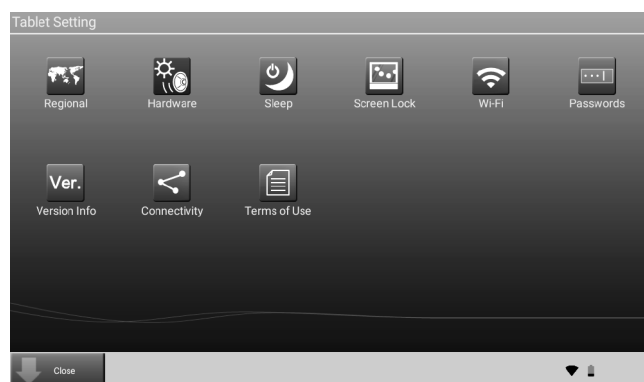 Tablet Setting
Regional
Hardware
Sleep
Screen Lock
Wi-Fi
Passwords
Ver.
Version Info
Connectivity
Terms of Use
Close